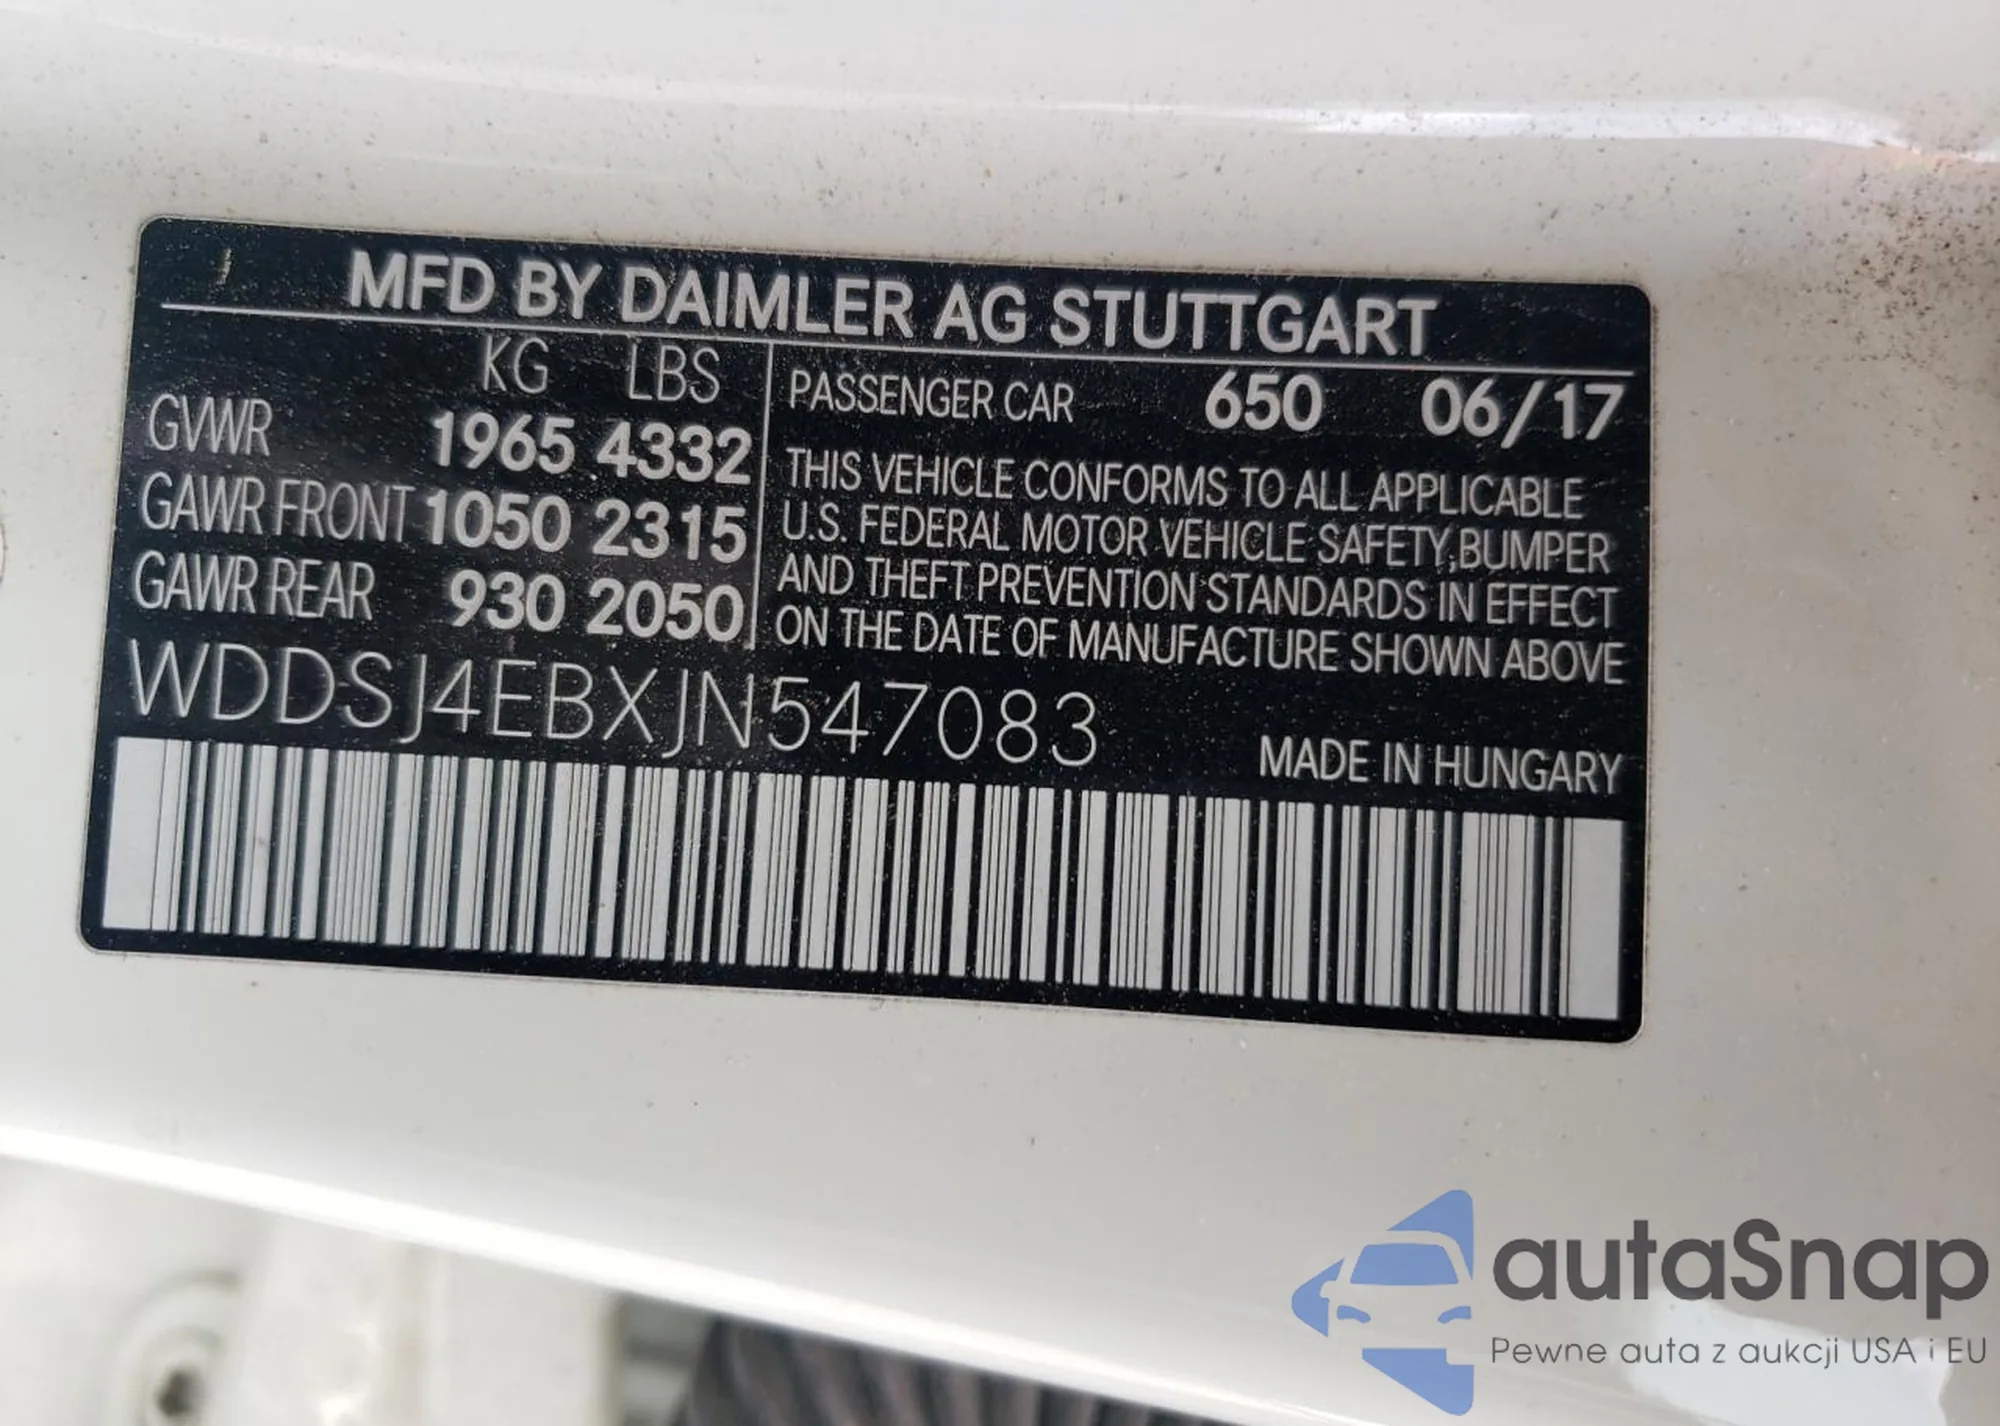 MFD BY DAIMLER AG STUTTGART
KG LBS
GVWR 1965 4332
GAWR FRONT 1050 2315
GAWR REAR 930 2050
PASSENGER CAR 650 06/17
THIS VEHICLE CONFORMS TO ALL APPLICABLE
U.S. FEDERAL MOTOR VEHICLE SAFETY, BUMPER
AND THEFT PREVENTION STANDARDS IN EFFECT
ON THE DATE OF MANUFACTURE SHOWN ABOVE
WDDSJ4EBXJN547083
MADE IN HUNGARY
autaSnap
Pewne auta z aukcji USA i EU